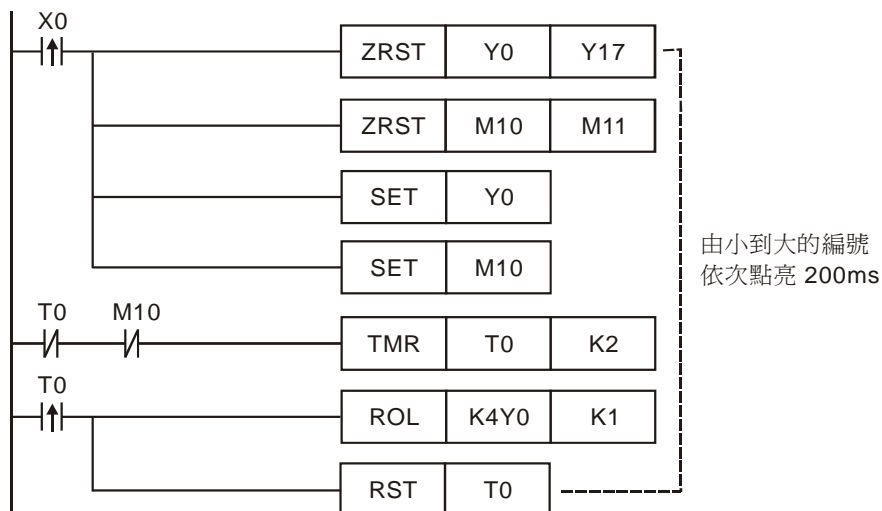 X0
ZRST Y0 Y17
ZRST M10 M11
SET Y0
SET M10
由小到大的編號
依次點亮 200ms
T0 M10
TMR T0 K2
T0
ROL K4Y0 K1
RST T0